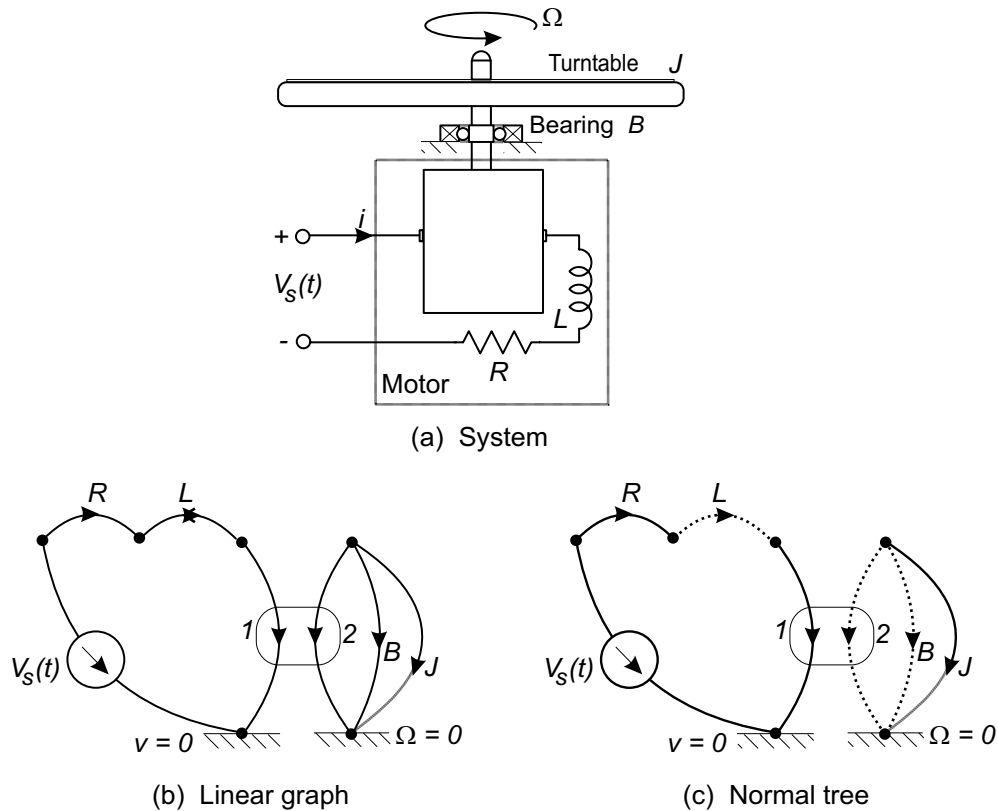 Ω
Turntable J
Bearing B
+ i
V_s(t)
L
-
R
Motor
(a) System
R L
1 2
B
V_s(t)
J
v = 0 Ω = 0
(b) Linear graph
R L
1 2
B
V_s(t)
J
v = 0 Ω = 0
(c) Normal tree